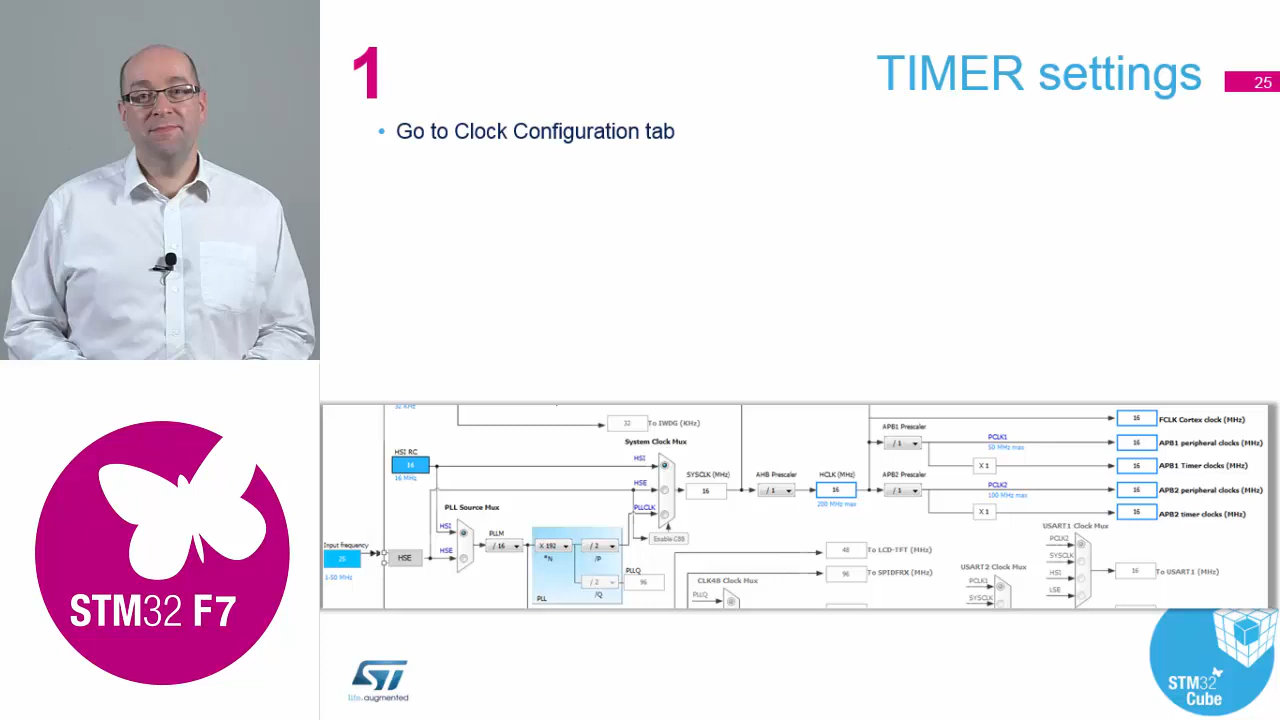 1
TIMER settings
25
• Go to Clock Configuration tab
32 KHz
32
To IWDG (KHz)
System Clock Mux
HSI RC
16
16 MHz
HSI
HSE
PLLCLK
Enable CSS
SYSCLK (MHz)
16
AHB Prescaler
/ 1
HCLK (MHz)
16
200 MHz max
APB1 Prescaler
/ 1
PCLK1
50 MHz max
X 1
APB2 Prescaler
/ 1
PCLK2
100 MHz max
X 1
16
FCLK Cortex clock (MHz)
16
APB1 peripheral clocks (MHz)
16
APB1 Timer clocks (MHz)
16
APB2 peripheral clocks (MHz)
16
APB2 timer clocks (MHz)
PLL Source Mux
HSI
HSE
Input frequency
25
1-50 MHz
HSE
PLLM
/ 16
X 192
*N
/ 2
/P
/ 2
/Q
PLL
PLLQ
96
48
To LCD-TFT (MHz)
96
To SPDIFRX (MHz)
CLK48 Clock Mux
PLLQ
USART2 Clock Mux
PCLK1
SYSCLK
USART1 Clock Mux
PCLK2
SYSCLK
HSI
LSE
16
To USART1 (MHz)
STM32 F7
ST
life.augmented
STM32
Cube